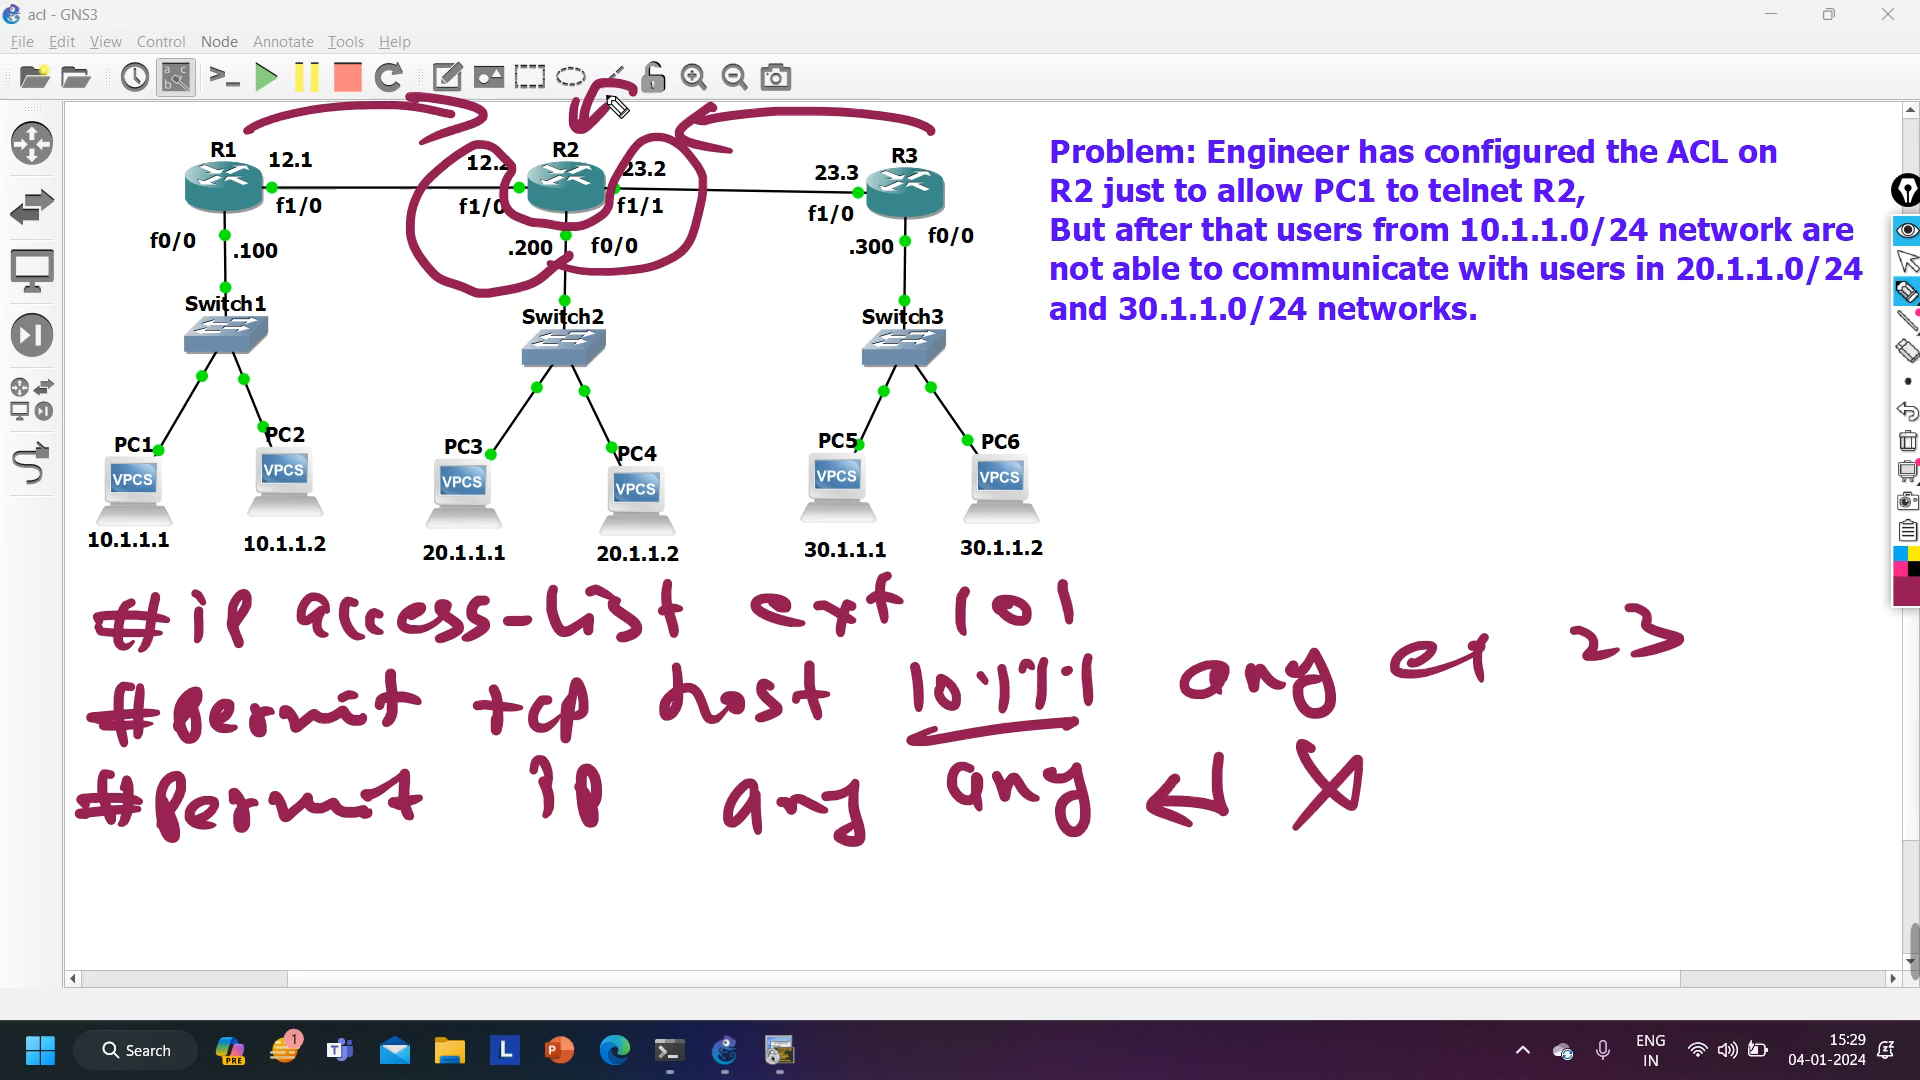 acl - GNS3
File Edit View Control Node Annotate Tools Help
R1
12.1
f1/0
f0/0
.100
Switch1
PC1
PC2
VPCS
VPCS
10.1.1.1
10.1.1.2
12.2
R2
23.2
f1/0
f1/1
.200
f0/0
Switch2
PC3
PC4
VPCS
VPCS
20.1.1.1
20.1.1.2
23.3
R3
f1/0
f0/0
.300
Switch3
PC5
PC6
VPCS
VPCS
30.1.1.1
30.1.1.2
Problem: Engineer has configured the ACL on
R2 just to allow PC1 to telnet R2,
But after that users from 10.1.1.0/24 network are
not able to communicate with users in 20.1.1.0/24
and 30.1.1.0/24 networks.
#ip access-list ext 101
#Permit tcp host 10.1.1.1 any eq 23
#Permit ip any any
Search
PRE
1
L
P
ENG
IN
15:29
04-01-2024